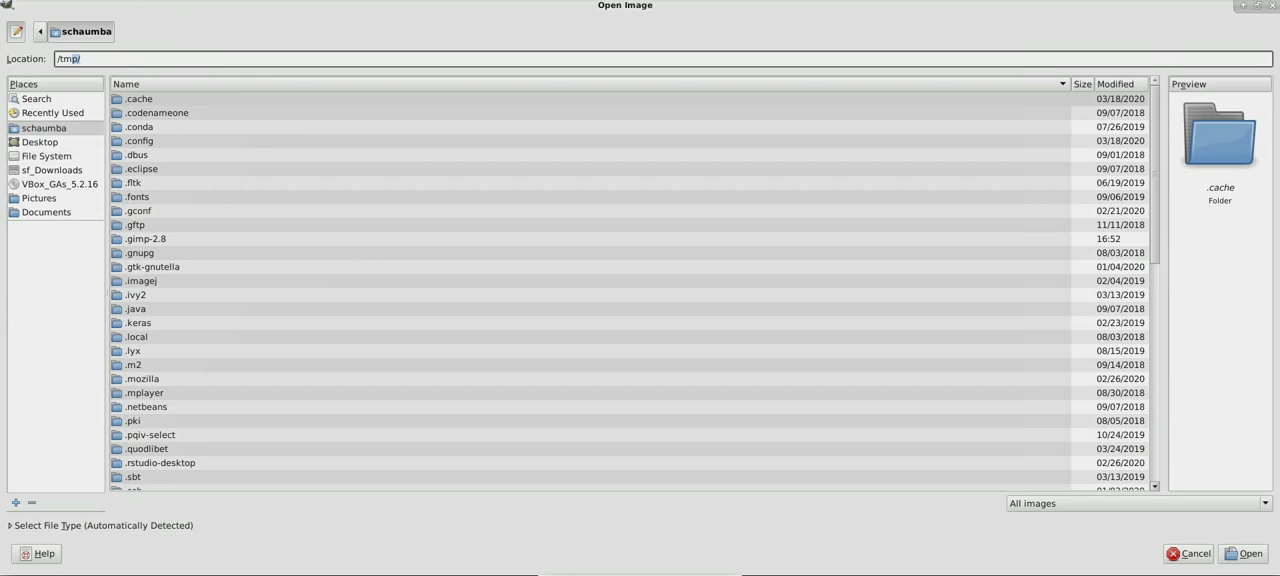 Open Image
schaumba
Location: /tmp/
Places Name Size Modified Preview
Search
Recently Used
schaumba
Desktop
File System
sf_Downloads
VBox_GAs_5.2.16
Pictures
Documents
.cache 03/18/2020
.codenameone 09/07/2018
.conda 07/26/2019
.config 03/18/2020
.dbus 09/01/2018
.eclipse 09/07/2018
.fltk 06/19/2019
.fonts 09/06/2019
.gconf 02/21/2020
.gftp 11/11/2018
.gimp-2.8 16:52
.gnupg 08/03/2018
.gtk-gnutella 01/04/2020
.imagej 02/04/2019
.ivy2 03/13/2019
.java 09/07/2018
.keras 02/23/2019
.local 08/03/2018
.lyx 08/15/2019
.m2 09/14/2018
.mozilla 02/26/2020
.mplayer 08/30/2018
.netbeans 09/07/2018
.pki 08/05/2018
.pqiv-select 10/24/2019
.quodlibet 03/24/2019
.rstudio-desktop 02/26/2020
.sbt 03/13/2019
.cache
Folder
All images
Select File Type (Automatically Detected)
Help Cancel Open